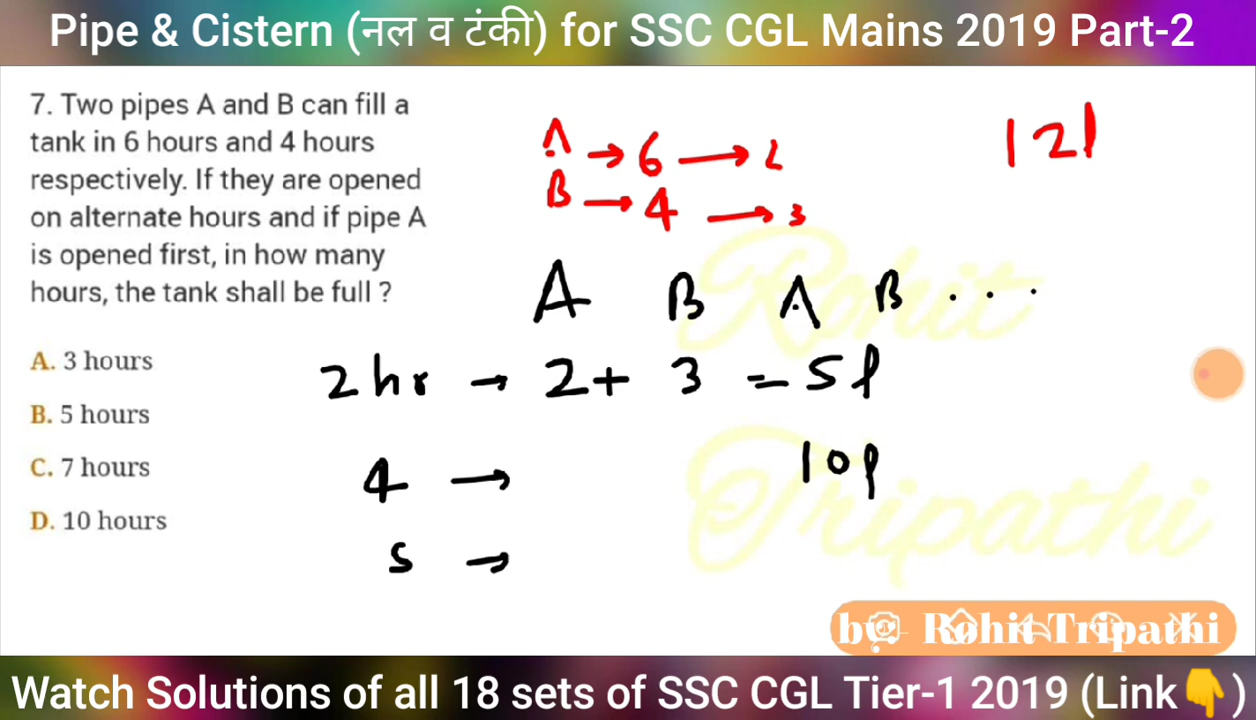 Pipe & Cistern (नल व टंकी) for SSC CGL Mains 2019 Part-2
7. Two pipes A and B can fill a
tank in 6 hours and 4 hours
respectively. If they are opened
on alternate hours and if pipe A
is opened first, in how many
hours, the tank shall be full ?
A. 3 hours
B. 5 hours
C. 7 hours
D. 10 hours
A → 6 → 2
B → 4 → 3
12l
A B A B . . .
2hr → 2+ 3 = 5l
4 → 10l
5 →
Rohit
Tripathi
by: Rohit Tripathi
Watch Solutions of all 18 sets of SSC CGL Tier-1 2019 (Link👇)